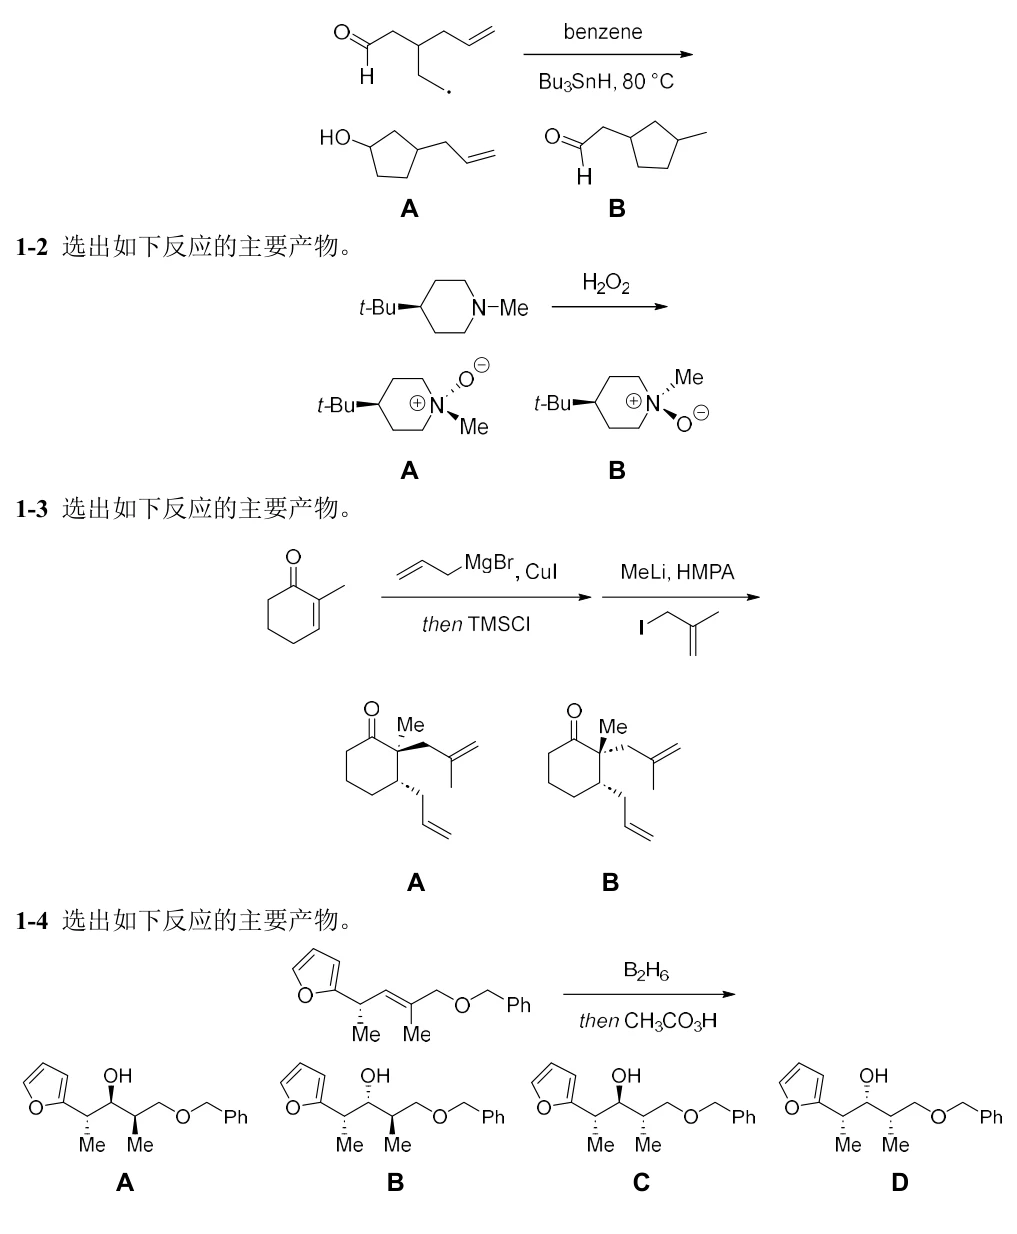 O
H
benzene
Bu₃SnH, 80 °C
HO
O
H
A B
1-2 选出如下反应的主要产物。
t-Bu N Me
H₂O₂
t-Bu ⊕ N O ⊖ Me
t-Bu ⊕ N Me O ⊖
A B
1-3 选出如下反应的主要产物。
O
MgBr, CuI
then TMSCl
MeLi, HMPA
I
O Me
O Me
A B
1-4 选出如下反应的主要产物。
O Me Me O Ph
B₂H₆
then CH₃CO₃H
O OH Me Me O Ph
O OH Me Me O Ph
O OH Me Me O Ph
O OH Me Me O Ph
A B C D